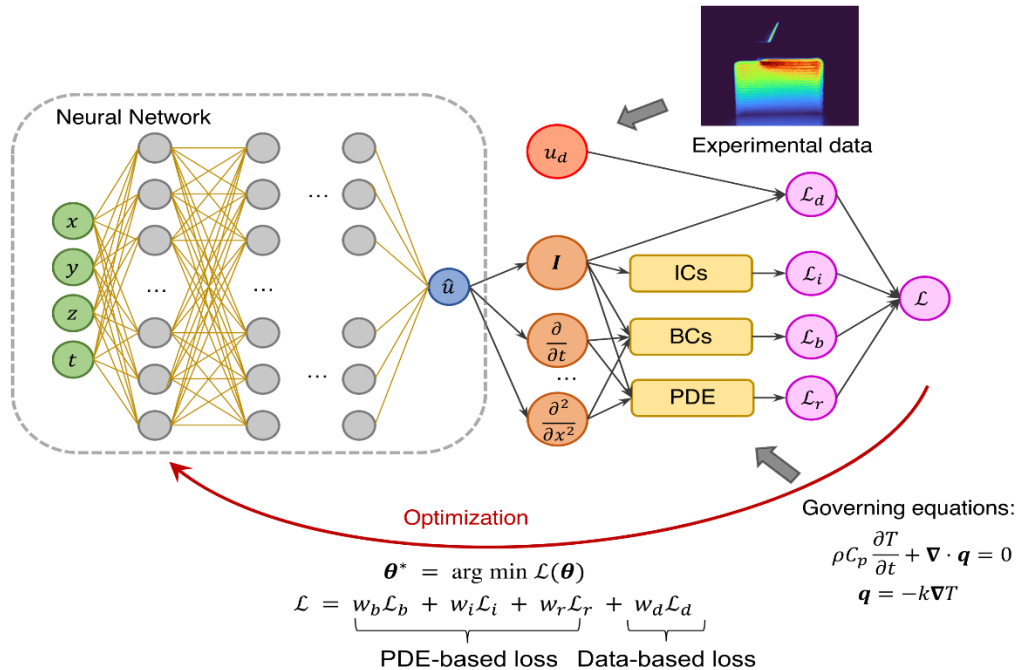 Neural Network
x
y
z
t
...
...
...
...
û
u_d
I
∂/∂t
...
∂²/∂x²
Experimental data
ICs
BCs
PDE
ℒ_d
ℒ_i
ℒ_b
ℒ_r
ℒ
Optimization
Governing equations:
ρC_p ∂T/∂t + ∇ · q = 0
q = −k∇T
θ* = arg min ℒ(θ)
ℒ = w_bℒ_b + w_iℒ_i + w_rℒ_r + w_dℒ_d
PDE-based loss Data-based loss